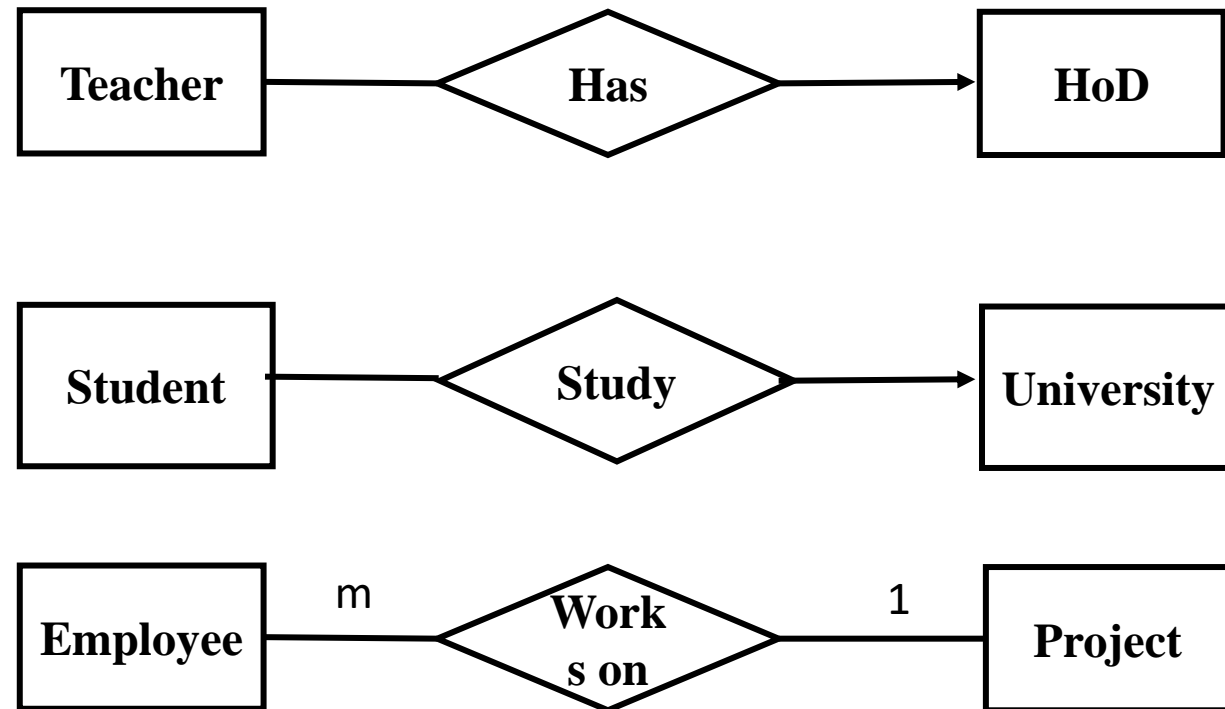 Teacher
Has
HoD
Student
Study
University
Employee
m
Work
s on
1
Project